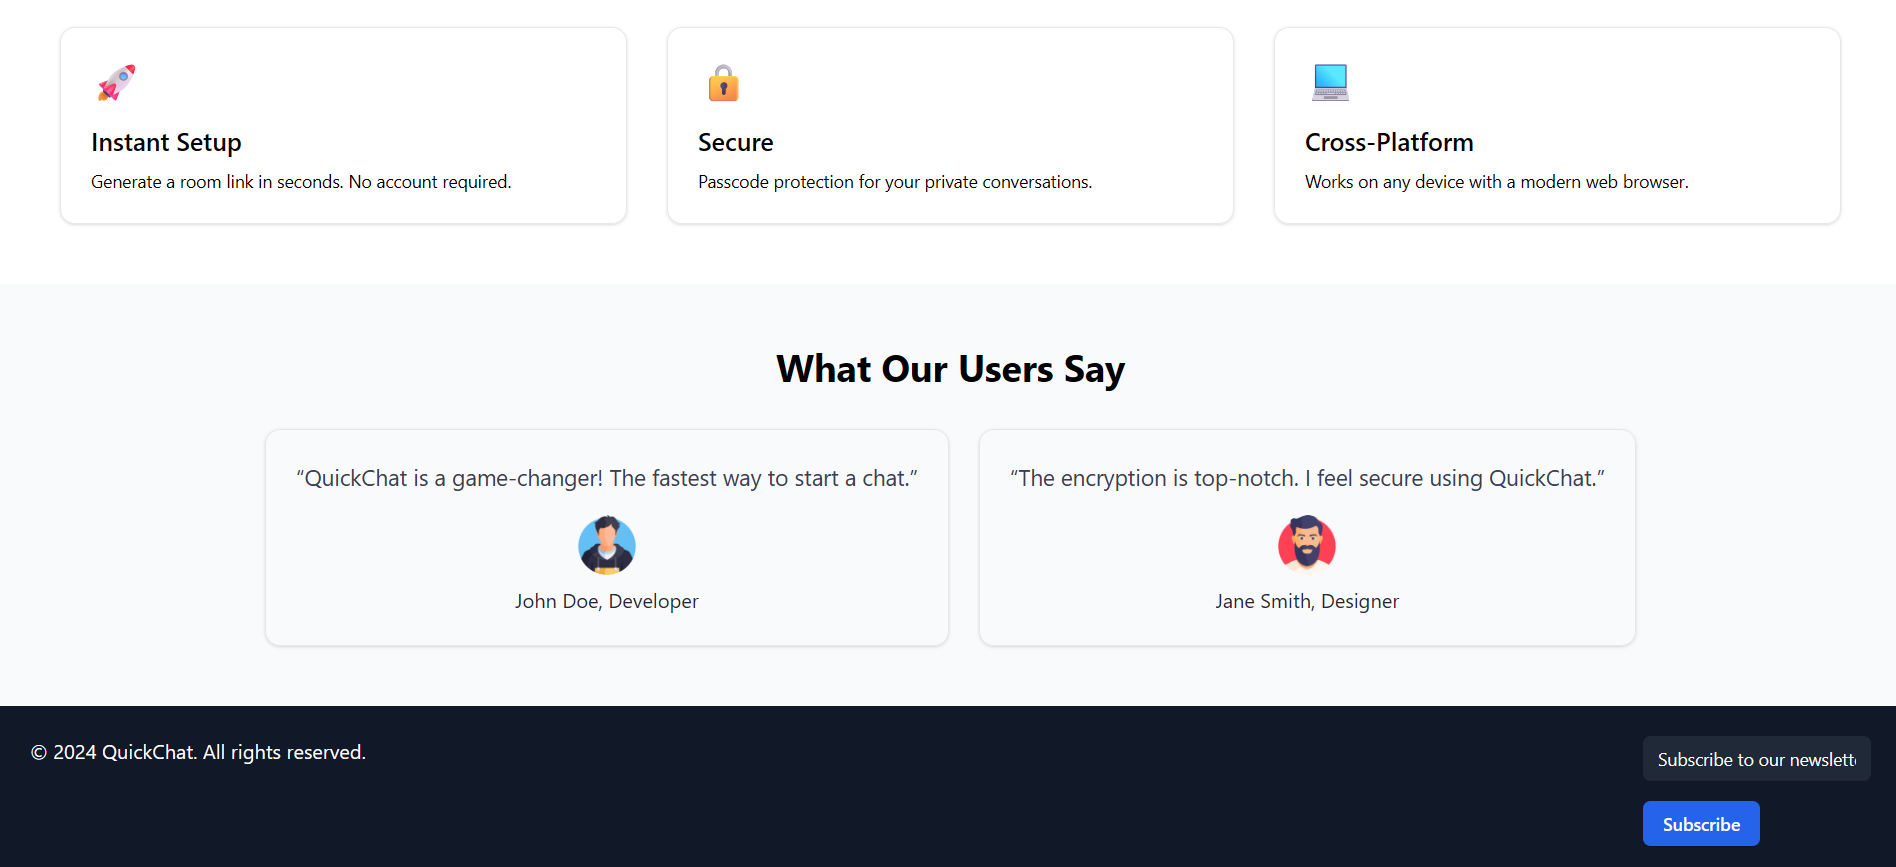 Instant Setup
Generate a room link in seconds. No account required.
Secure
Passcode protection for your private conversations.
Cross-Platform
Works on any device with a modern web browser.
What Our Users Say
“QuickChat is a game-changer! The fastest way to start a chat.”
John Doe, Developer
“The encryption is top-notch. I feel secure using QuickChat.”
Jane Smith, Designer
© 2024 QuickChat. All rights reserved.
Subscribe to our newslett
Subscribe